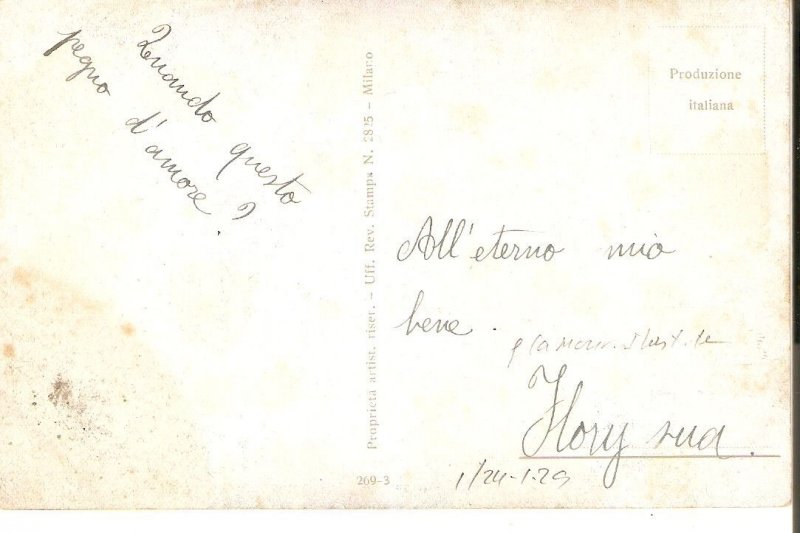 Quando questo
pegno d'amore?
Proprietà artist. riser. – Uff. Rev. Stampa N. 2825 – Milano
Produzione
italiana
All'eterno mio
bene.
Flory sua.
269-3